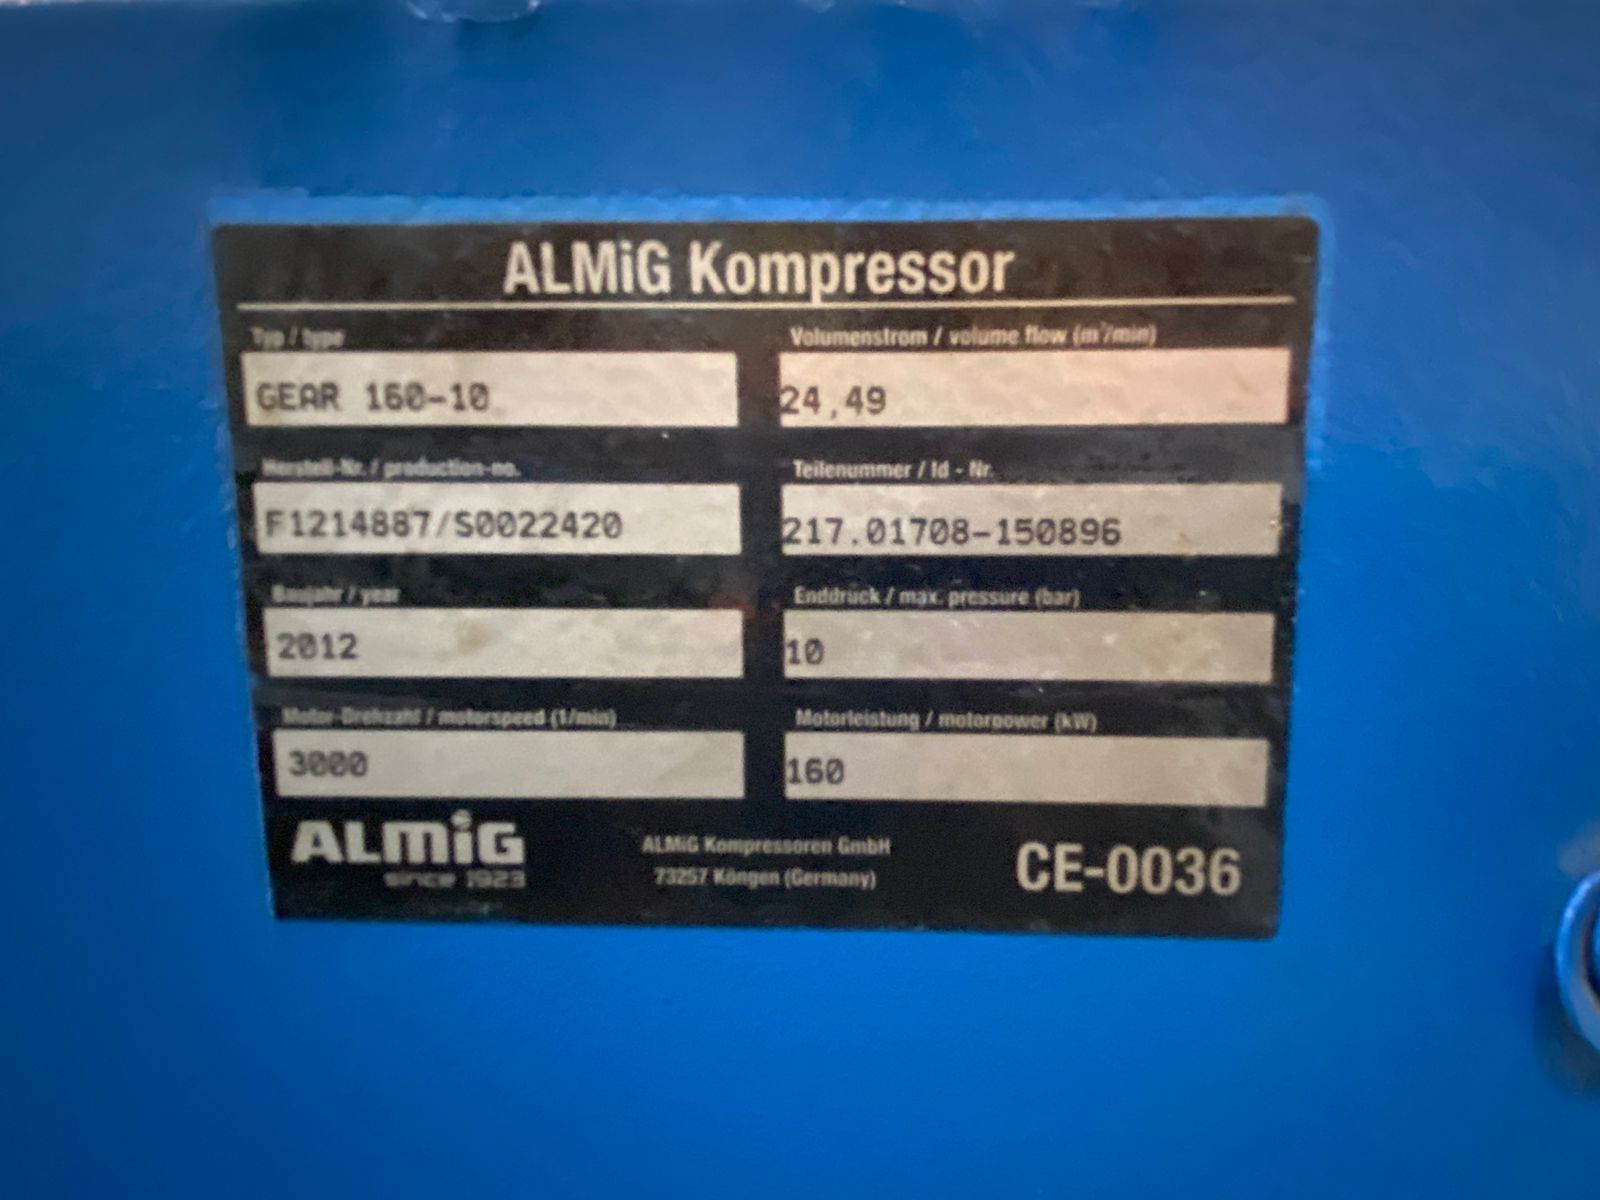 ALMiG Kompressor
Typ / type
Volumenstrom / volume flow (m³/min)
GEAR 160-10
24,49
Herstell-Nr. / production-no.
Teilenummer / Id - Nr.
F1214887/S0022420
217.01708-150896
Baujahr / year
Enddruck / max. pressure (bar)
2012
10
Motor-Drehzahl / motorspeed (1/min)
Motorleistung / motorpower (kW)
3000
160
ALMiG
since 1923
ALMiG Kompressoren GmbH
73257 Köngen (Germany)
CE-0036